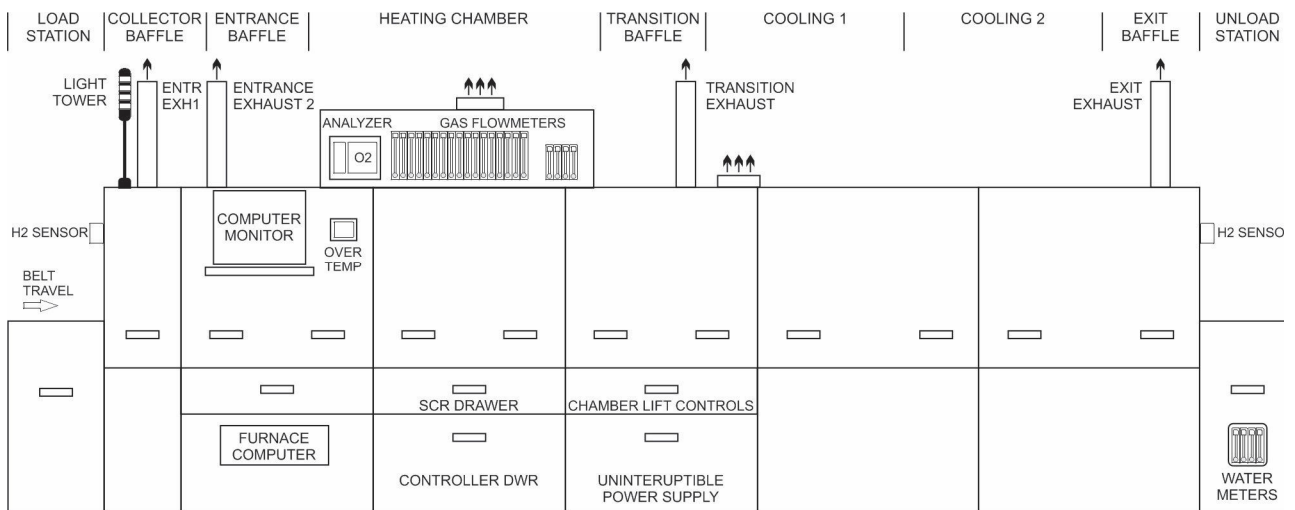 LOAD
STATION
COLLECTOR
BAFFLE
ENTRANCE
BAFFLE
HEATING CHAMBER
TRANSITION
BAFFLE
COOLING 1
COOLING 2
EXIT
BAFFLE
UNLOAD
STATION
LIGHT
TOWER
ENTR
EXH1
ENTRANCE
EXHAUST 2
TRANSITION
EXHAUST
EXIT
EXHAUST
ANALYZER
GAS FLOWMETERS
O2
H2 SENSOR
COMPUTER
MONITOR
OVER
TEMP
H2 SENSO
BELT
TRAVEL
SCR DRAWER
CHAMBER LIFT CONTROLS
FURNACE
COMPUTER
CONTROLLER DWR
UNINTERUPTIBLE
POWER SUPPLY
WATER
METERS